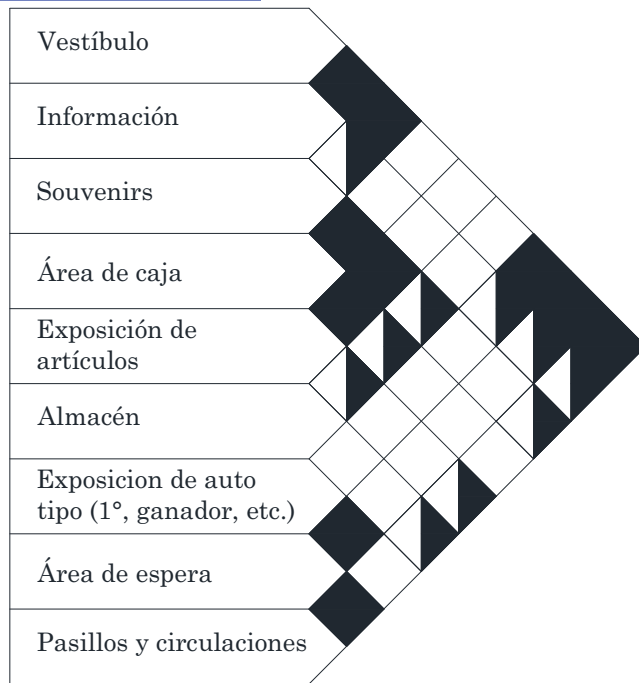 Vestíbulo
Información
Souvenirs
Área de caja
Exposición de
artículos
Almacén
Exposicion de auto
tipo (1°, ganador, etc.)
Área de espera
Pasillos y circulaciones